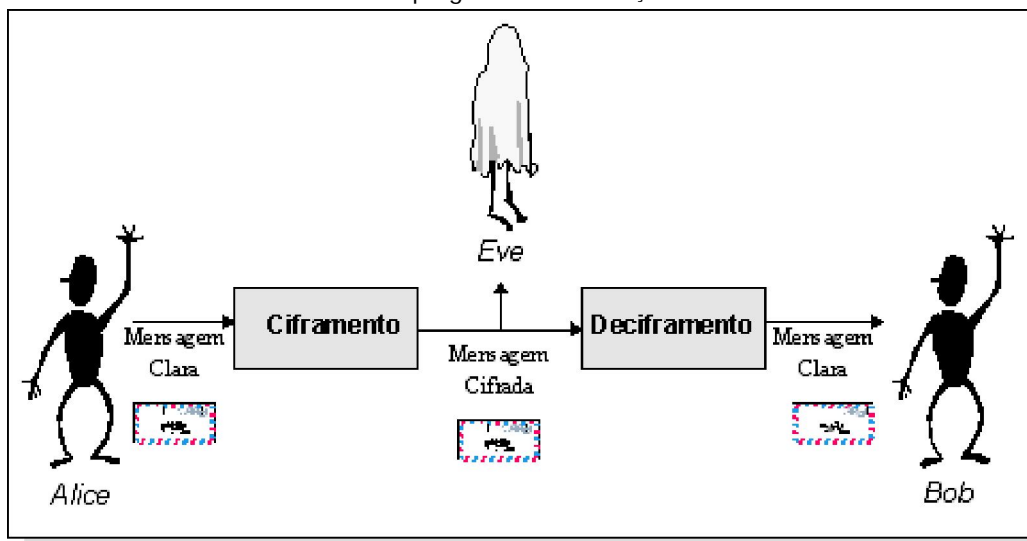 Eve
Ciframento
Deciframento
Mensagem
Clara
Mensagem
Cifrada
Mensagem
Clara
Alice
Bob